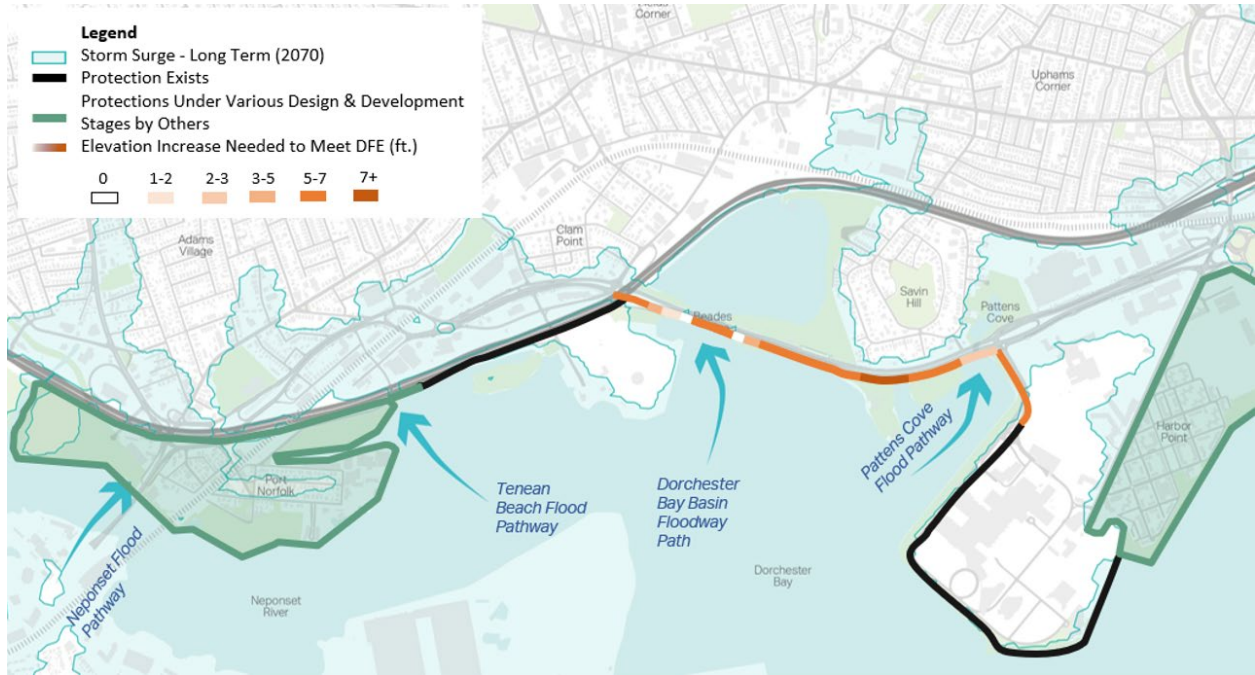 Legend
Storm Surge - Long Term (2070)
Protection Exists
Protections Under Various Design & Development
Stages by Others
Elevation Increase Needed to Meet DFE (ft.)
0 1-2 2-3 3-5 5-7 7+
Corner
Uphams
Corner
Adams
Village
Clam
Point
Savin
Hill
Pattens
Cove
Beades
Harbor
Point
Port
Norfolk
Tenean
Beach Flood
Pathway
Dorchester
Bay Basin
Floodway
Path
Pattens Cove
Flood Pathway
Neponset Flood
Pathway
Neponset
River
Dorchester
Bay